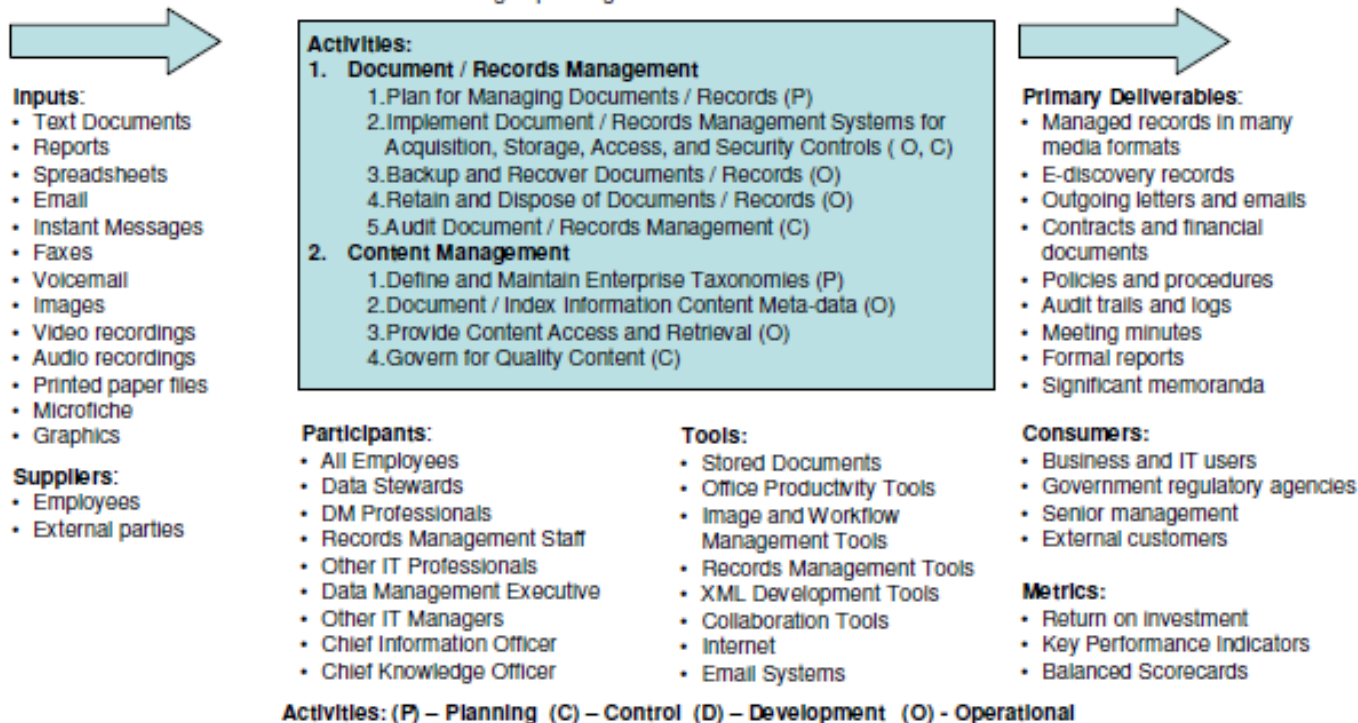 Activities:
1. Document / Records Management
1.Plan for Managing Documents / Records (P)
2.Implement Document / Records Management Systems for
Acquisition, Storage, Access, and Security Controls ( O, C)
3.Backup and Recover Documents / Records (O)
4.Retain and Dispose of Documents / Records (O)
5.Audit Document / Records Management (C)
2. Content Management
1.Define and Maintain Enterprise Taxonomies (P)
2.Document / Index Information Content Meta-data (O)
3.Provide Content Access and Retrieval (O)
4.Govern for Quality Content (C)
Inputs:
• Text Documents
• Reports
• Spreadsheets
• Email
• Instant Messages
• Faxes
• Voicemail
• Images
• Video recordings
• Audio recordings
• Printed paper files
• Microfiche
• Graphics
Suppliers:
• Employees
• External parties
Participants:
• All Employees
• Data Stewards
• DM Professionals
• Records Management Staff
• Other IT Professionals
• Data Management Executive
• Other IT Managers
• Chief Information Officer
• Chief Knowledge Officer
Tools:
• Stored Documents
• Office Productivity Tools
• Image and Workflow
Management Tools
• Records Management Tools
• XML Development Tools
• Collaboration Tools
• Internet
• Email Systems
Primary Deliverables:
• Managed records in many
media formats
• E-discovery records
• Outgoing letters and emails
• Contracts and financial
documents
• Policies and procedures
• Audit trails and logs
• Meeting minutes
• Formal reports
• Significant memoranda
Consumers:
• Business and IT users
• Government regulatory agencies
• Senior management
• External customers
Metrics:
• Return on investment
• Key Performance Indicators
• Balanced Scorecards
Activities: (P) – Planning (C) – Control (D) – Development (O) - Operational